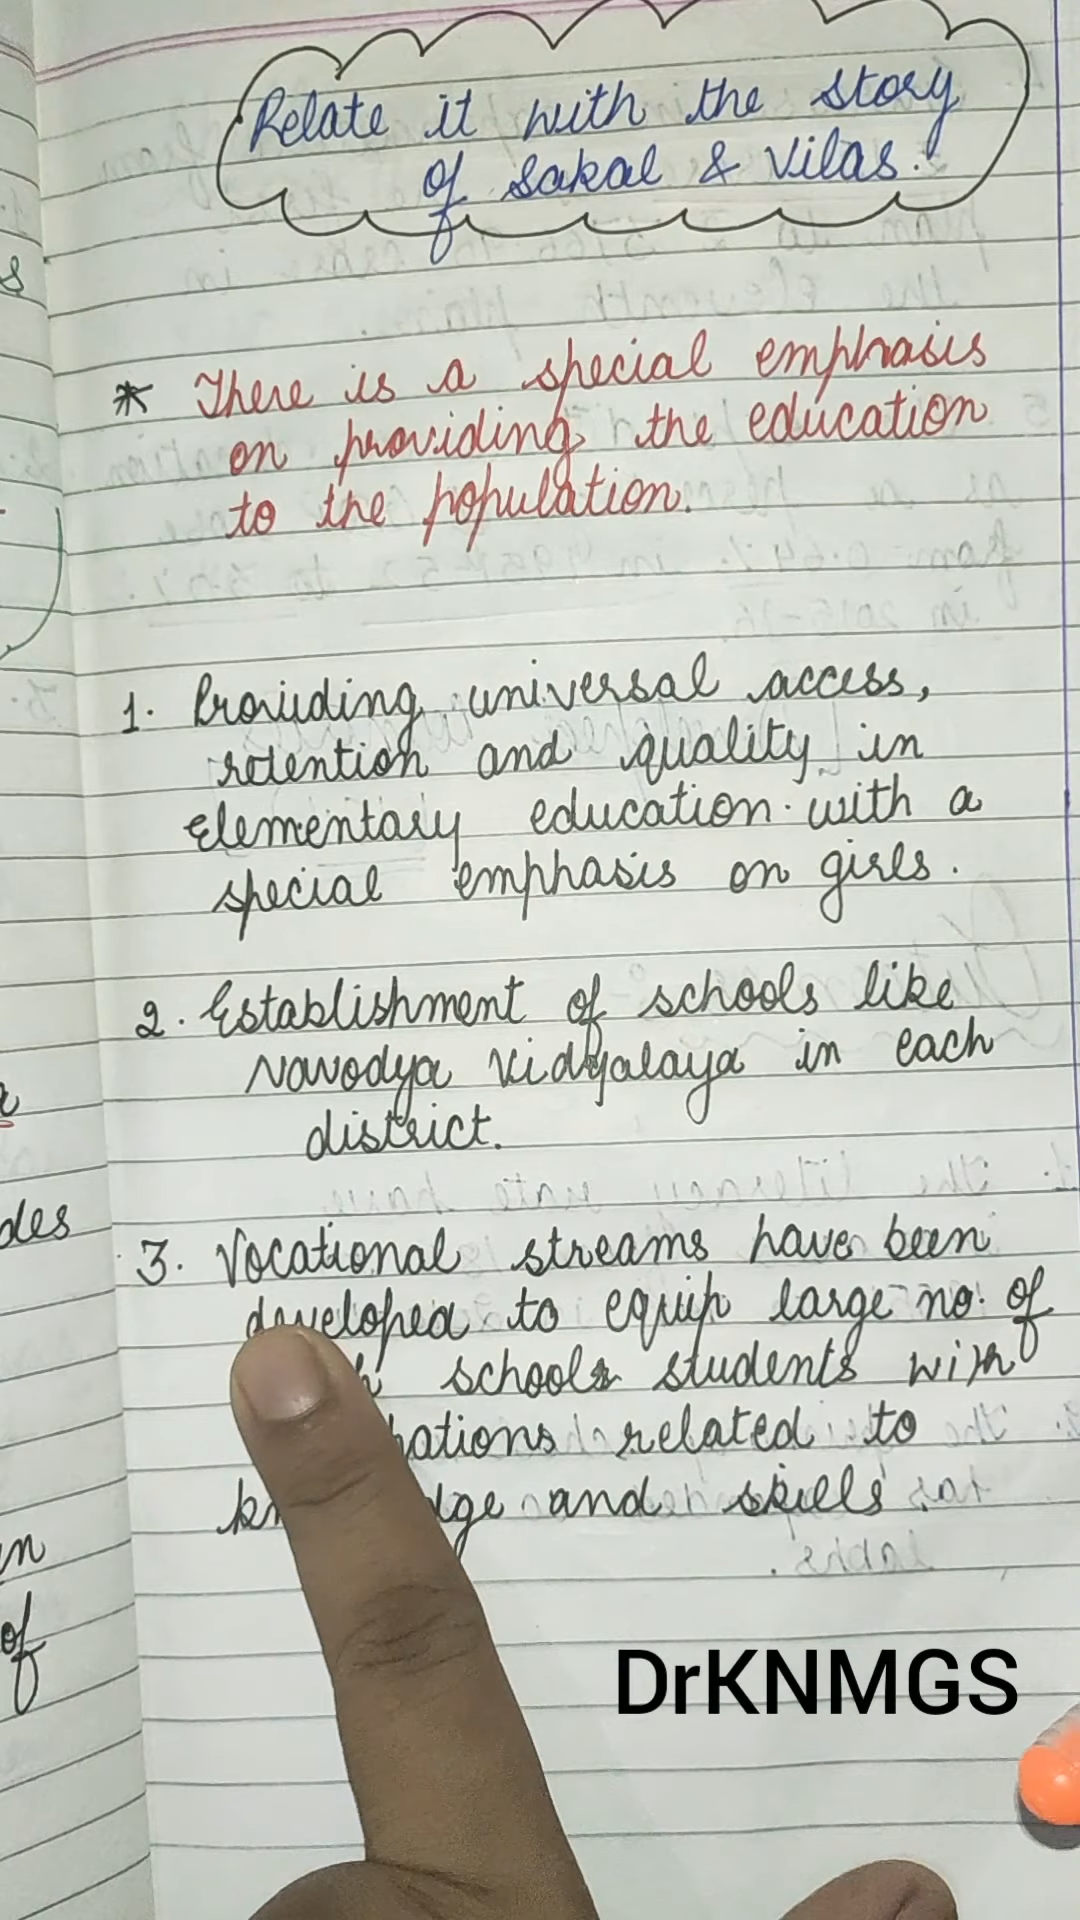 Relate it with the story
of Sakal & Vilas.
* There is a special emphasis
on providing the education
to the population.
1. Providing universal access,
retention and quality in
elementary education with a
special emphasis on girls.
2. Establishment of schools like
Navodya Vidyalaya in each
district.
3. Vocational streams have been
developed to equip large no. of
schools students with
related to
and skills
DrKNMGS
des
of